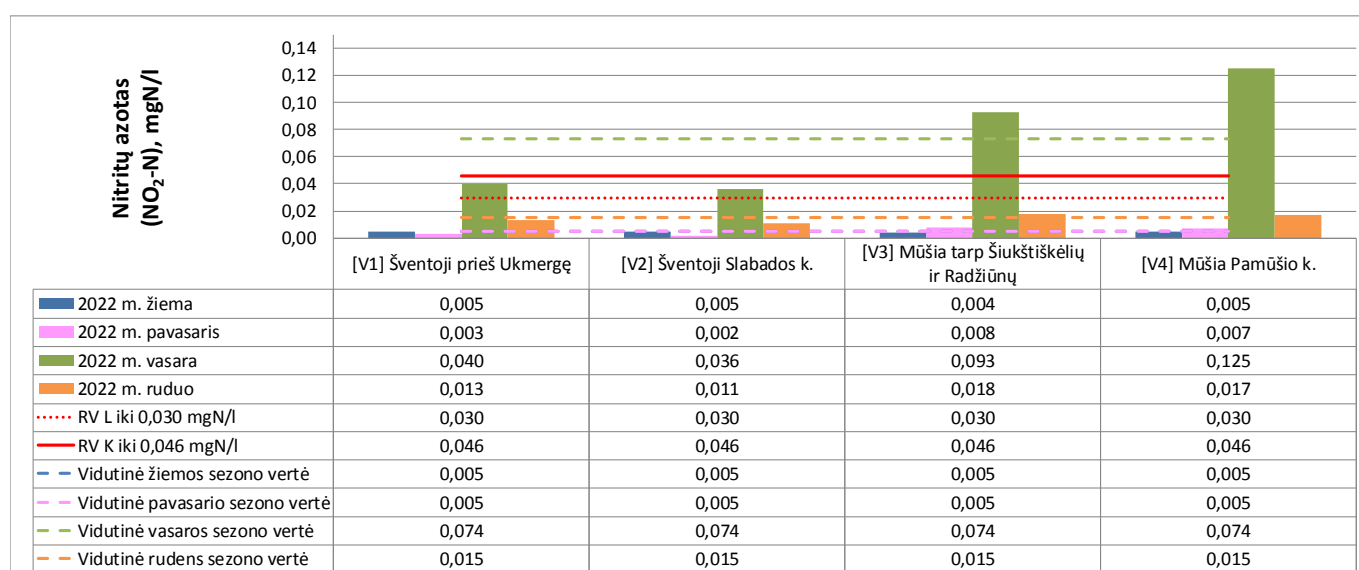 Nitritų azotas
(NO₂-N), mgN/l
0,14
0,12
0,10
0,08
0,06
0,04
0,02
0,00
[V1] Šventoji prieš Ukmergę [V2] Šventoji Slabados k. [V3] Mūšia tarp Šiukštiškėlių
ir Radžiūnų
[V4] Mūšia Pamūšio k.
2022 m. žiema 0,005 0,005 0,004 0,005
2022 m. pavasaris 0,003 0,002 0,008 0,007
2022 m. vasara 0,040 0,036 0,093 0,125
2022 m. ruduo 0,013 0,011 0,018 0,017
RV L iki 0,030 mgN/l 0,030 0,030 0,030 0,030
RV K iki 0,046 mgN/l 0,046 0,046 0,046 0,046
Vidutinė žiemos sezono vertė 0,005 0,005 0,005 0,005
Vidutinė pavasario sezono vertė 0,005 0,005 0,005 0,005
Vidutinė vasaros sezono vertė 0,074 0,074 0,074 0,074
Vidutinė rudens sezono vertė 0,015 0,015 0,015 0,015